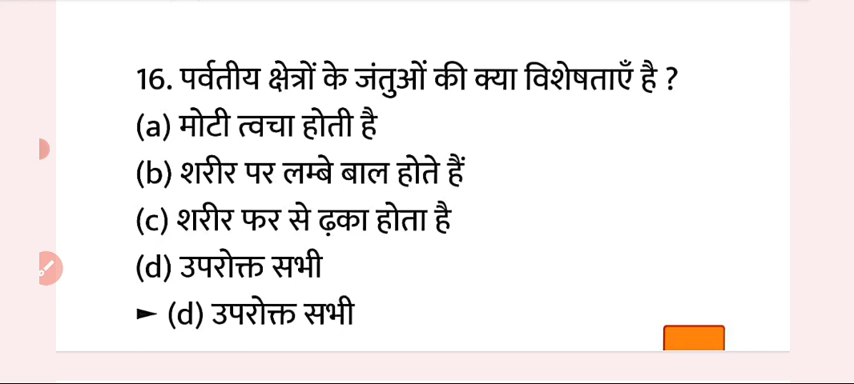 16. पर्वतीय क्षेत्रों के जंतुओं की क्या विशेषताएँ है ?
(a) मोटी त्वचा होती है
(b) शरीर पर लम्बे बाल होते हैं
(c) शरीर फर से ढ़का होता है
(d) उपरोक्त सभी
► (d) उपरोक्त सभी